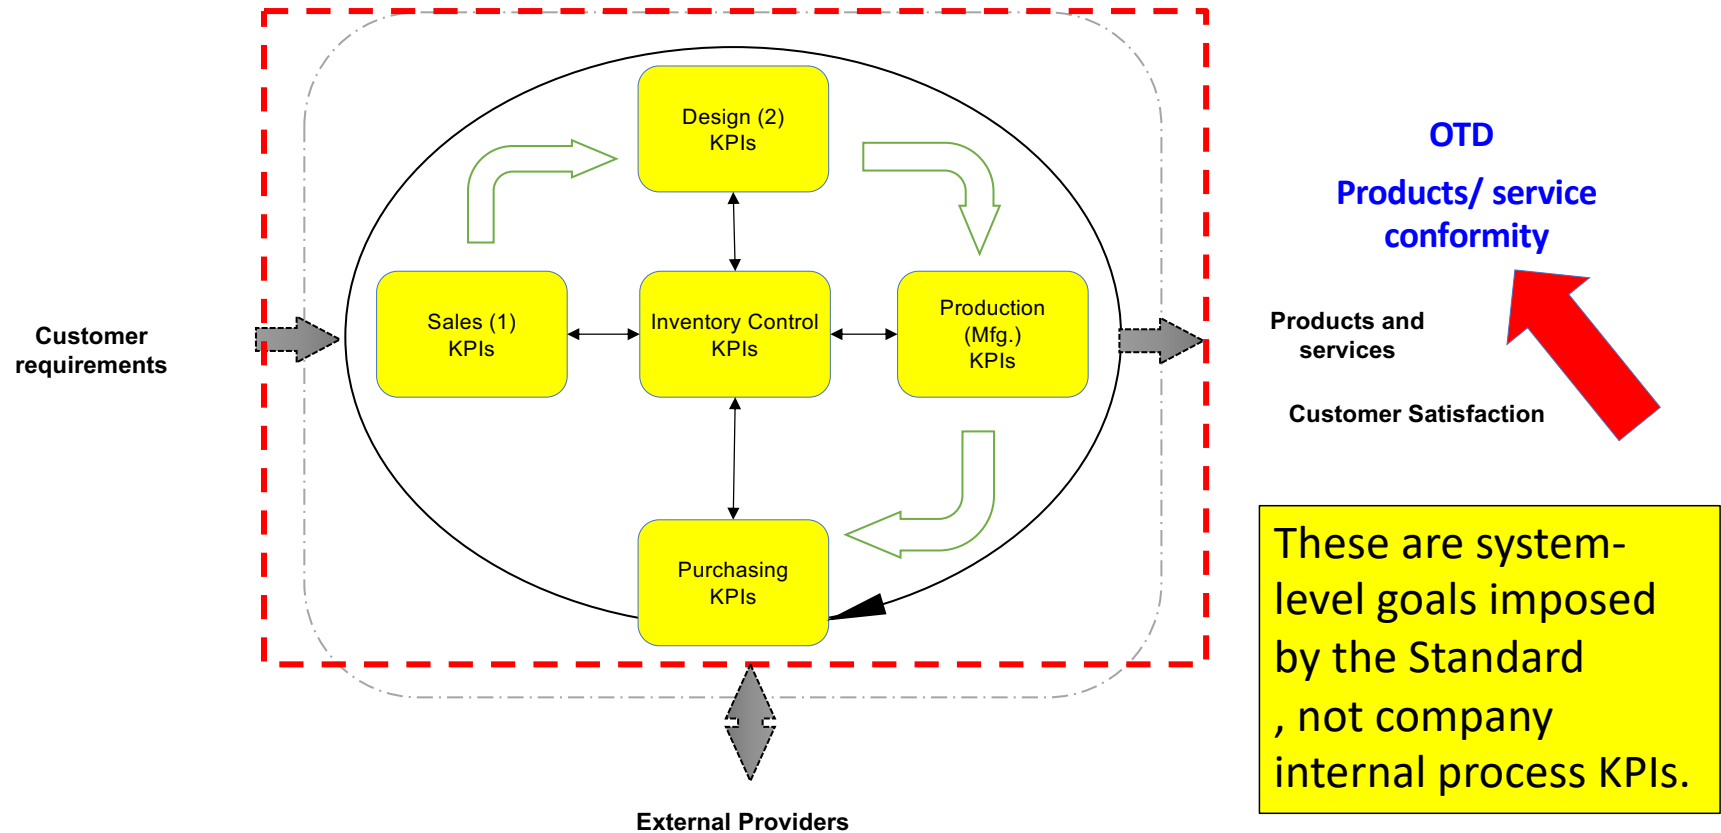 Design (2)
KPIs
Sales (1)
KPIs
Inventory Control
KPIs
Production
(Mfg.)
KPIs
Purchasing
KPIs
Customer
requirements
External Providers
OTD
Products/ service
conformity
Products and
services
Customer Satisfaction
These are system-
level goals imposed
by the Standard
, not company
internal process KPIs.